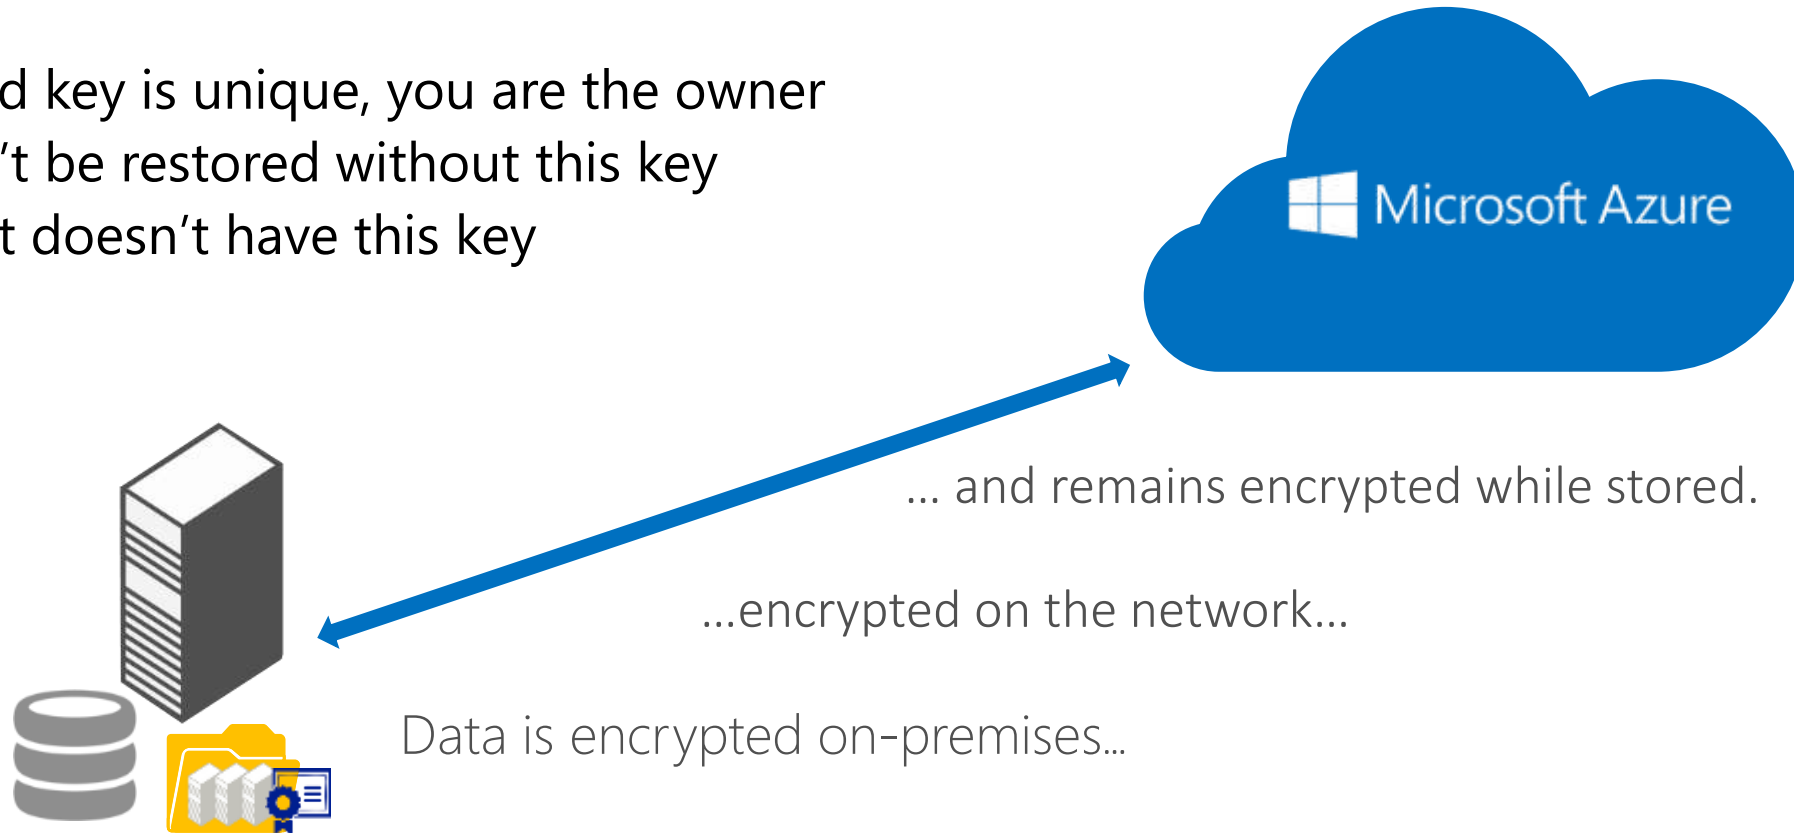 d key is unique, you are the owner
’t be restored without this key
t doesn’t have this key
Microsoft Azure
... and remains encrypted while stored.
...encrypted on the network...
Data is encrypted on-premises...